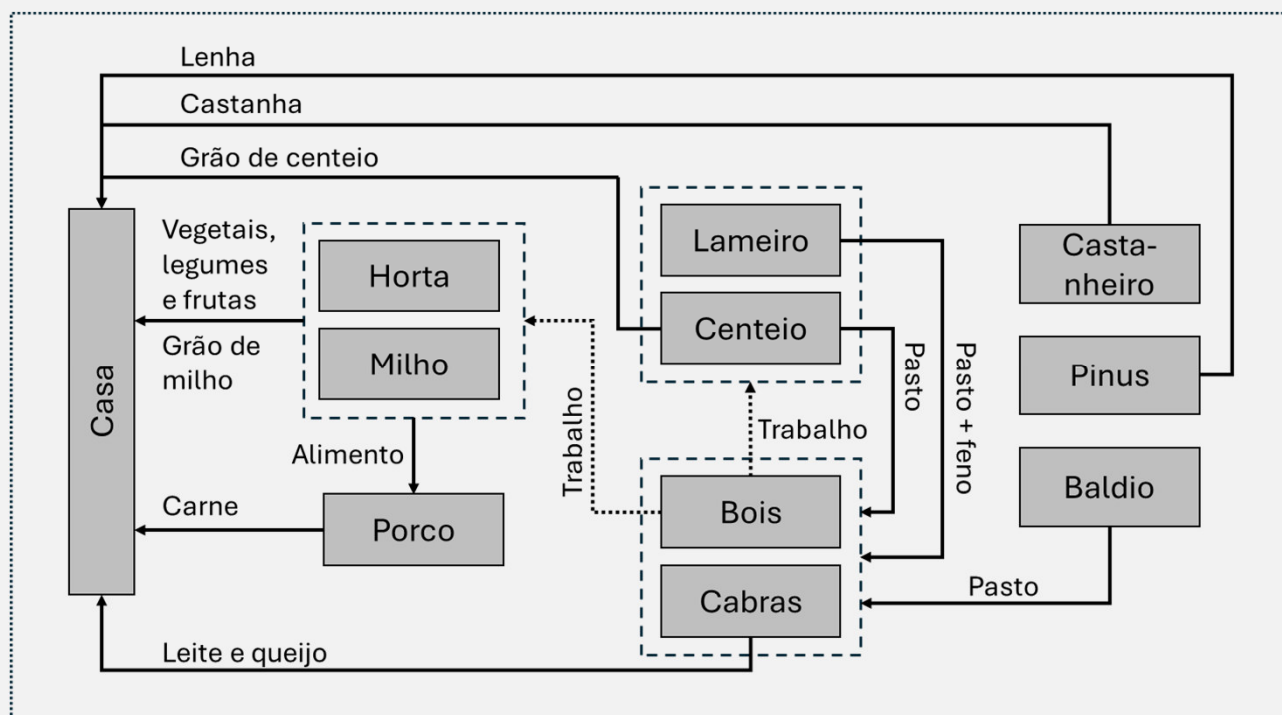 Lenha
Castanha
Grão de centeio
Vegetais,
legumes
e frutas
Grão de
milho
Casa
Horta
Milho
Alimento
Carne
Porco
Leite e queijo
Trabalho
Lameiro
Centeio
Trabalho
Bois
Cabras
Pasto
Pasto + feno
Pasto
Casta-
nheiro
Pinus
Baldio